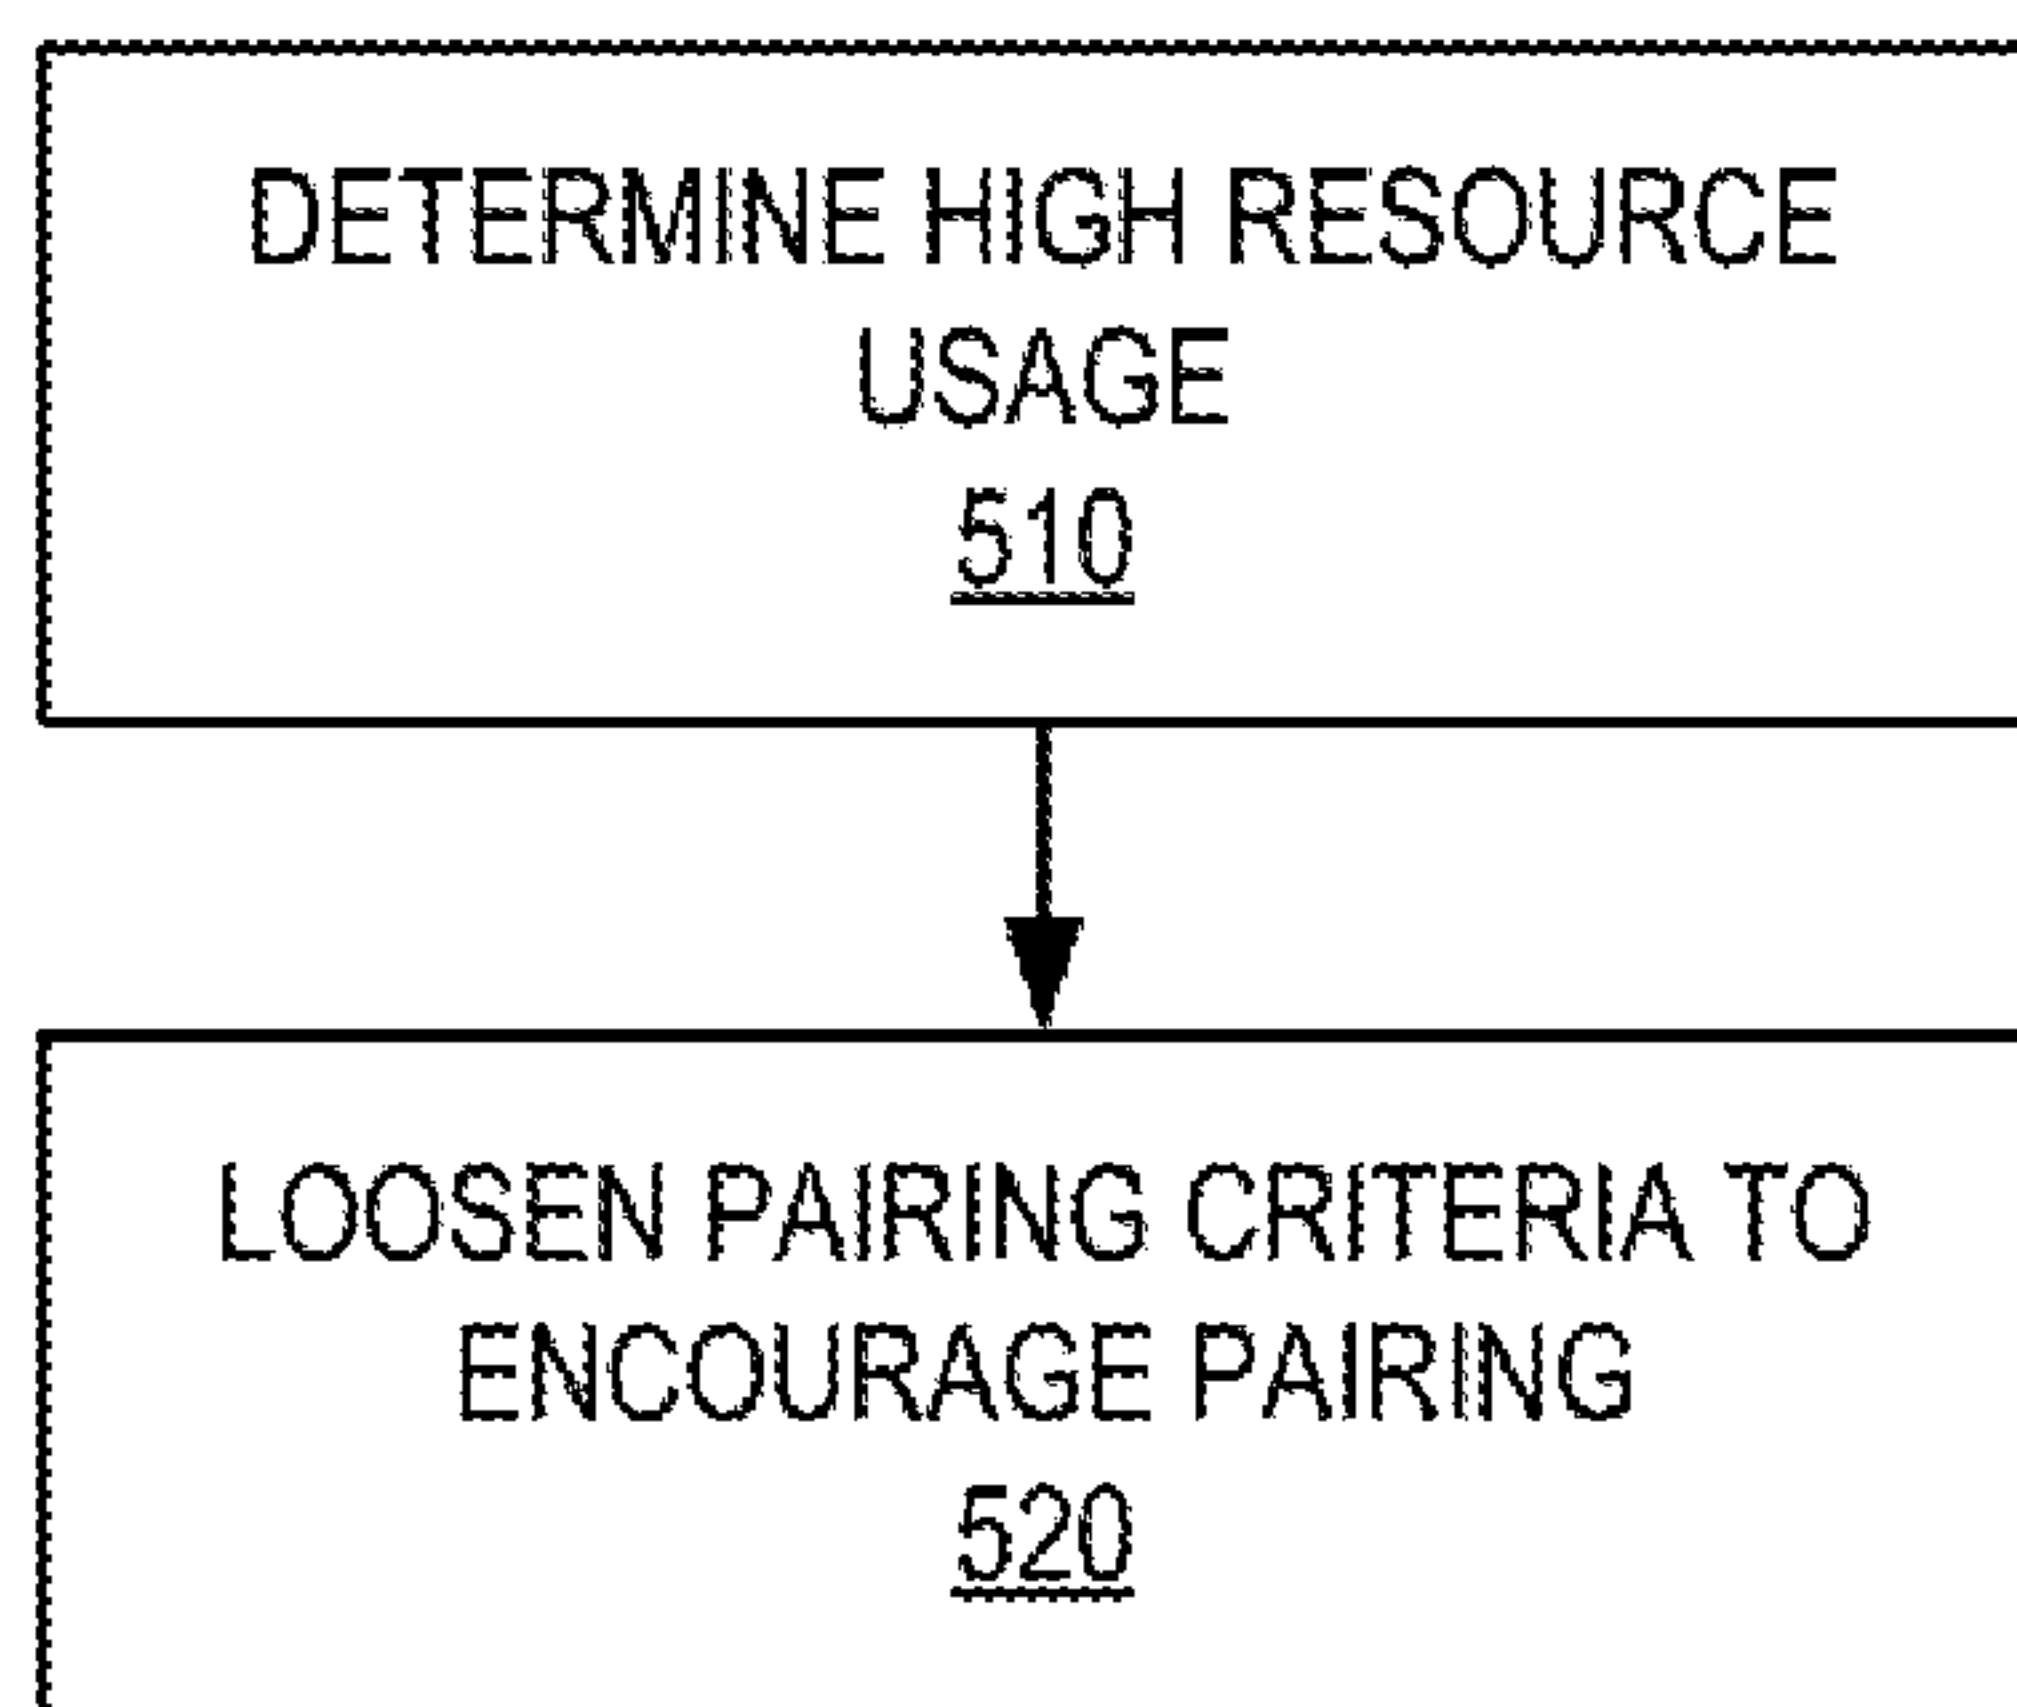 DETERMINE HIGH RESOURCE
USAGE
510
LOOSEN PAIRING CRITERIA TO
ENCOURAGE PAIRING
520